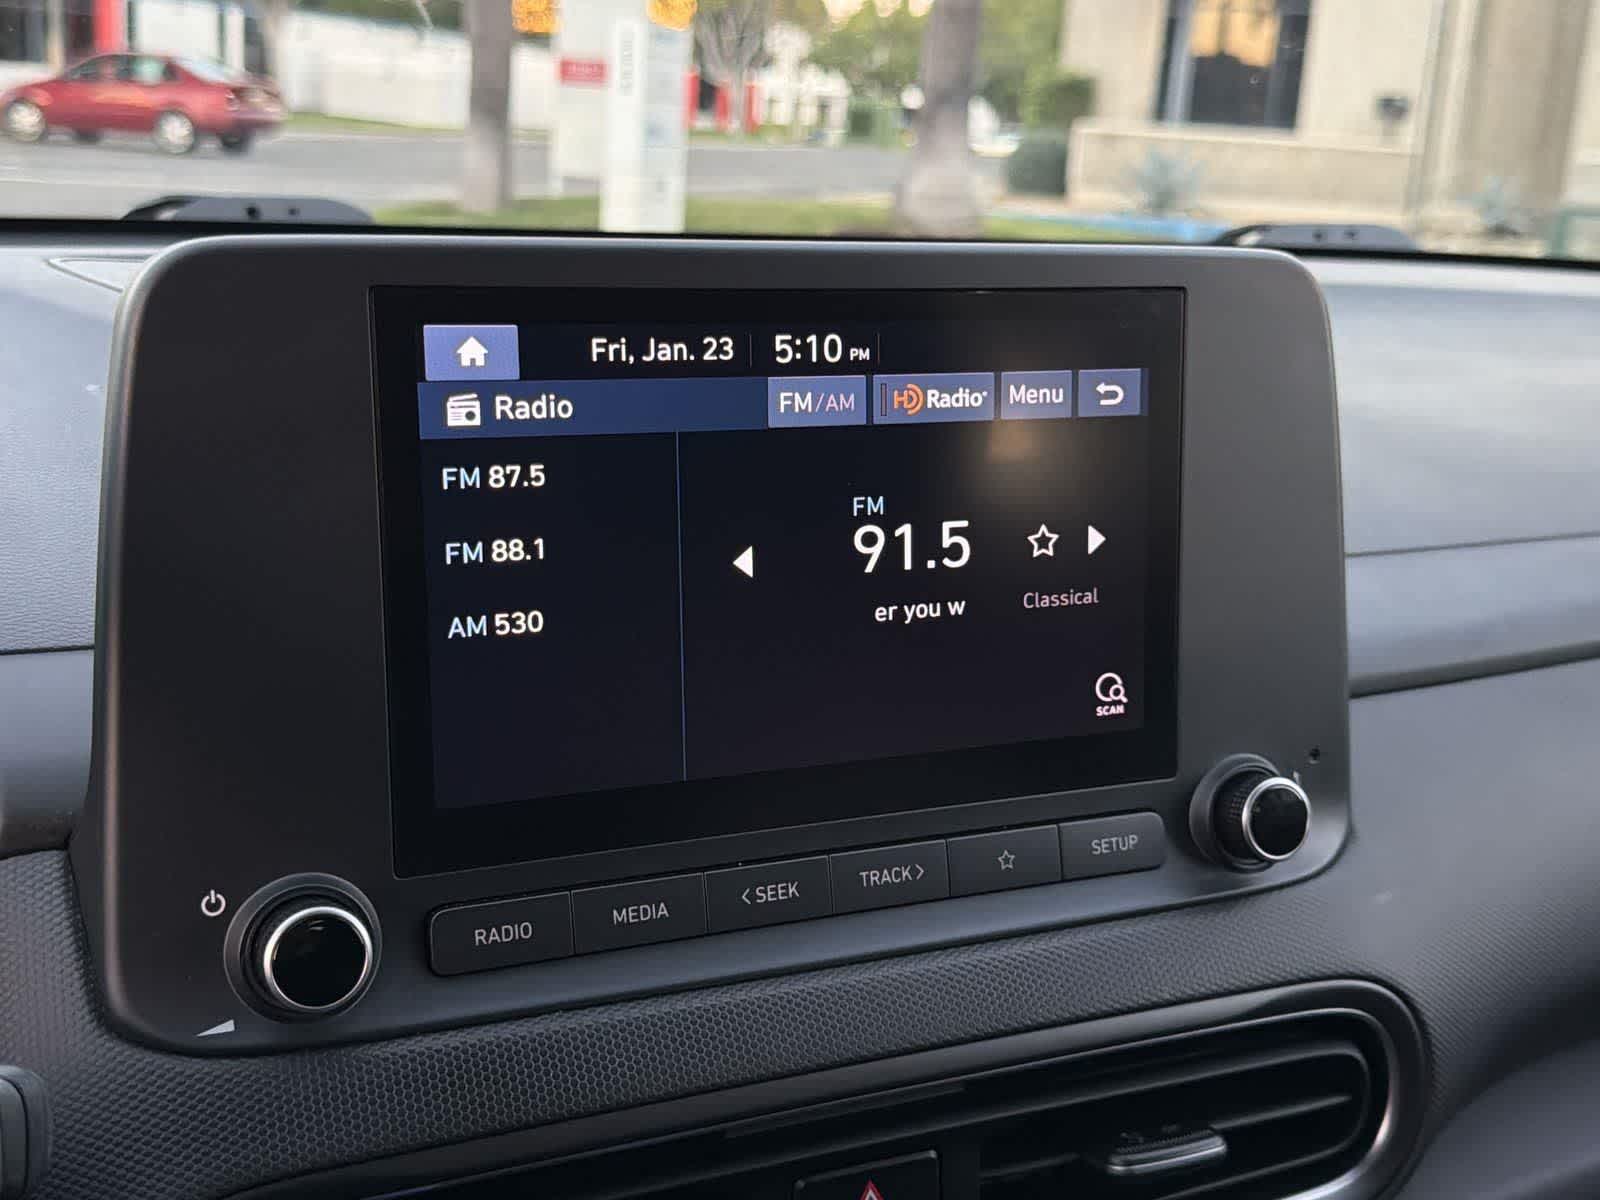 Fri, Jan. 23 5:10 PM
Radio FM/AM HD Radio Menu
FM 87.5
FM 88.1
AM 530
FM
91.5
er you w Classical
SCAN
RADIO MEDIA < SEEK TRACK > SETUP